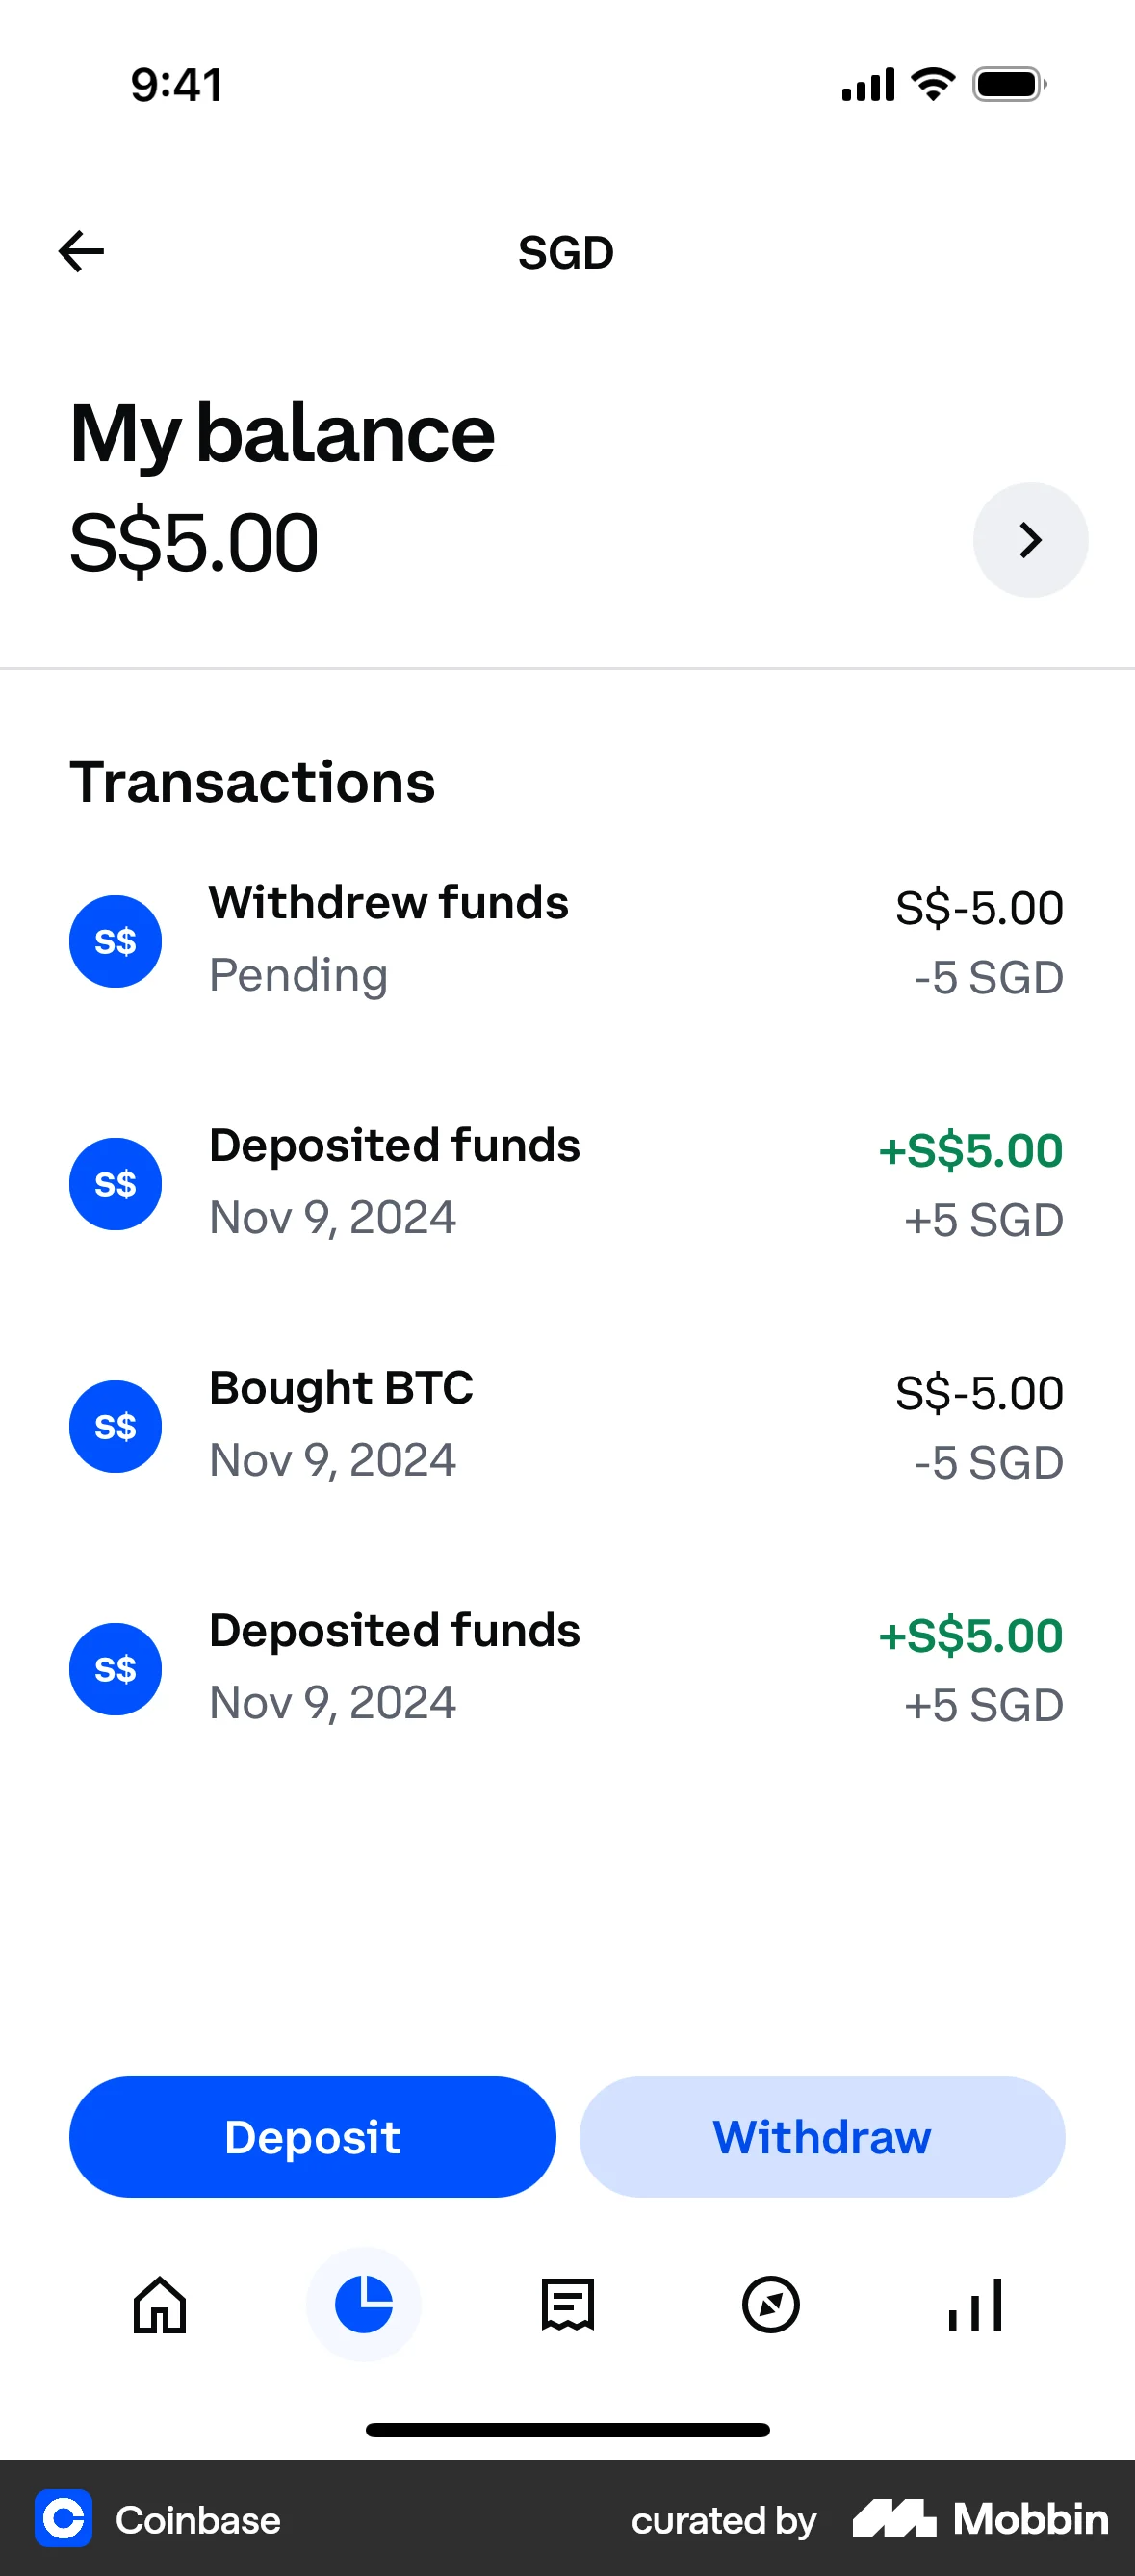 9:41
SGD
My balance
S$5.00
Transactions
S$
Withdrew funds
S$-5.00
Pending
-5 SGD
S$
Deposited funds
+S$5.00
Nov 9, 2024
+5 SGD
S$
Bought BTC
S$-5.00
Nov 9, 2024
-5 SGD
S$
Deposited funds
+S$5.00
Nov 9, 2024
+5 SGD
Deposit
Withdraw
Coinbase
curated by
Mobbin